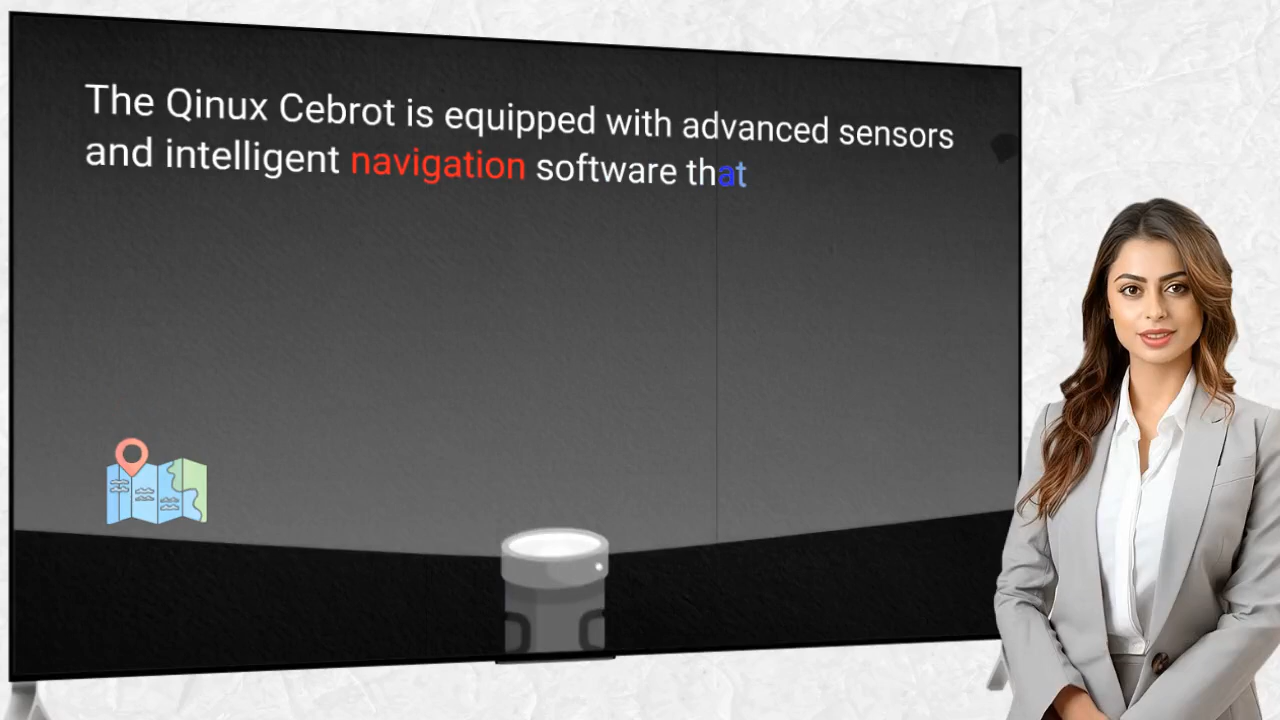 The Qinux Cebrot is equipped with advanced sensors
and intelligent navigation software that